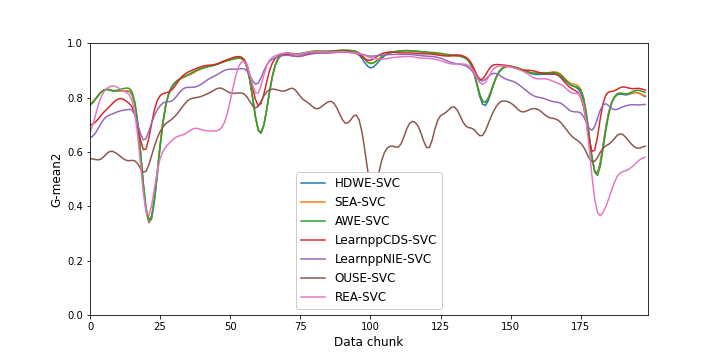 1.0
0.8
0.6
0.4
0.2
0.0
G-mean2
HDWE-SVC
SEA-SVC
AWE-SVC
LearnppCDS-SVC
LearnppNIE-SVC
OUSE-SVC
REA-SVC
0 25 50 75 100 125 150 175
Data chunk